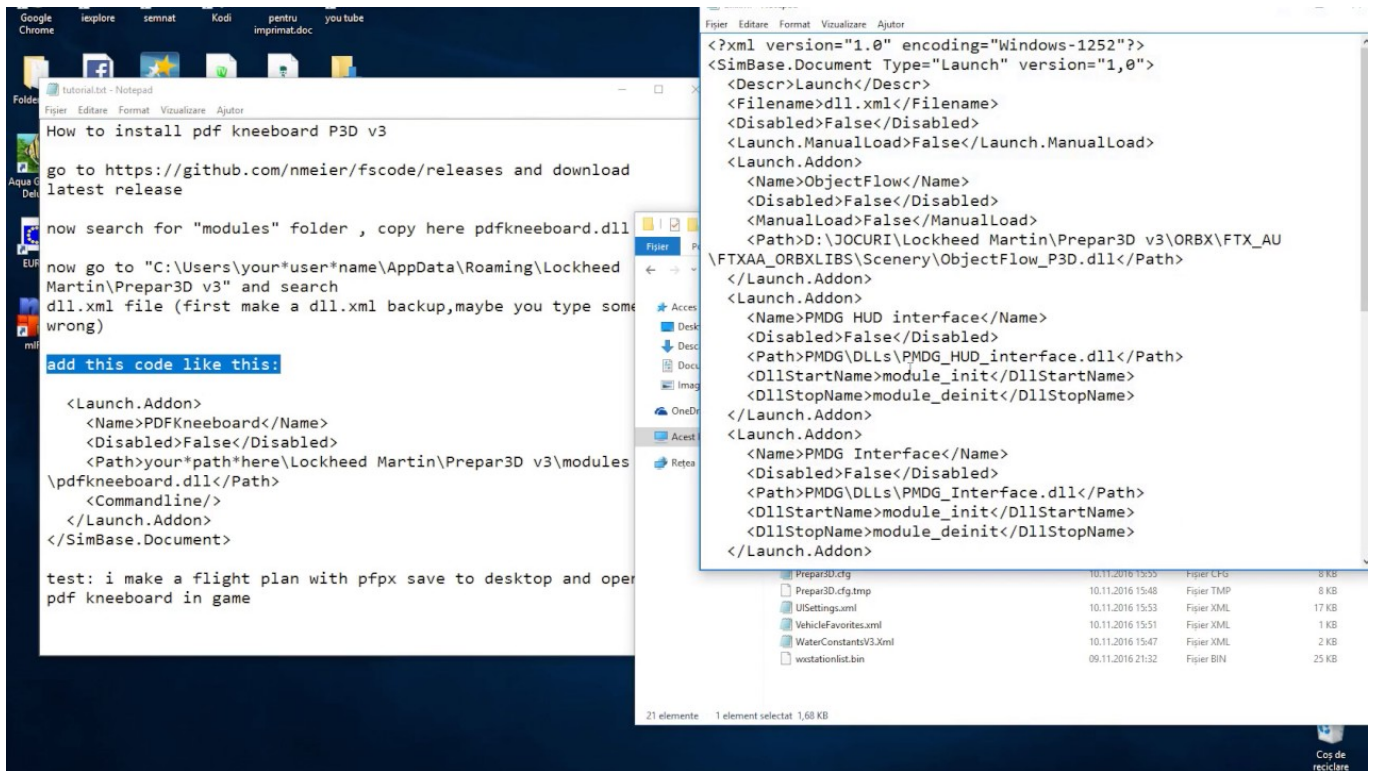 Google Chrome
iexplore
semnat
Kodi
pentru imprimat.doc
you tube
tutorial.txt - Notepad
Fișier Editare Format Vizualizare Ajutor
How to install pdf kneeboard P3D v3
go to https://github.com/nmeier/fscode/releases and download
latest release
now search for "modules" folder , copy here pdfkneeboard.dll
now go to "C:\Users\your*user*name\AppData\Roaming\Lockheed
Martin\Prepar3D v3" and search
dll.xml file (first make a dll.xml backup,maybe you type some
wrong)
add this code like this:
<Launch.Addon>
<Name>PDFKneeboard</Name>
<Disabled>False</Disabled>
<Path>your*path*here\Lockheed Martin\Prepar3D v3\modules
\pdfkneeboard.dll</Path>
<Commandline/>
</Launch.Addon>
</SimBase.Document>
test: i make a flight plan with pfpx save to desktop and open
pdf kneeboard in game
Fișier Editare Format Vizualizare Ajutor
<?xml version="1.0" encoding="Windows-1252"?>
<SimBase.Document Type="Launch" version="1,0">
<Descr>Launch</Descr>
<Filename>dll.xml</Filename>
<Disabled>False</Disabled>
<Launch.ManualLoad>False</Launch.ManualLoad>
<Launch.Addon>
<Name>ObjectFlow</Name>
<Disabled>False</Disabled>
<ManualLoad>False</ManualLoad>
<Path>D:\JOCURI\Lockheed Martin\Prepar3D v3\ORBX\FTX_AU
\FTXAA_ORBXLIBS\Scenery\ObjectFlow_P3D.dll</Path>
</Launch.Addon>
<Launch.Addon>
<Name>PMDG HUD interface</Name>
<Disabled>False</Disabled>
<Path>PMDG\DLLs\PMDG_HUD_interface.dll</Path>
<DllStartName>module_init</DllStartName>
<DllStopName>module_deinit</DllStopName>
</Launch.Addon>
<Launch.Addon>
<Name>PMDG Interface</Name>
<Disabled>False</Disabled>
<Path>PMDG\DLLs\PMDG_Interface.dll</Path>
<DllStartName>module_init</DllStartName>
<DllStopName>module_deinit</DllStopName>
</Launch.Addon>
Fișier
Acces
Desk
Desc
Docu
Imag
OneDr
Acest
Rețea
Prepar3D.cfg 10.11.2016 15:55 Fișier CFG 8 KB
Prepar3D.cfg.tmp 10.11.2016 15:48 Fișier TMP 8 KB
UISettings.xml 10.11.2016 15:53 Fișier XML 17 KB
VehicleFavorites.xml 10.11.2016 15:51 Fișier XML 1 KB
WaterConstantsV3.Xml 10.11.2016 15:47 Fișier XML 2 KB
wxstationlist.bin 09.11.2016 21:32 Fișier BIN 25 KB
21 elemente 1 element selectat 1,68 KB
Coș de
reciclare